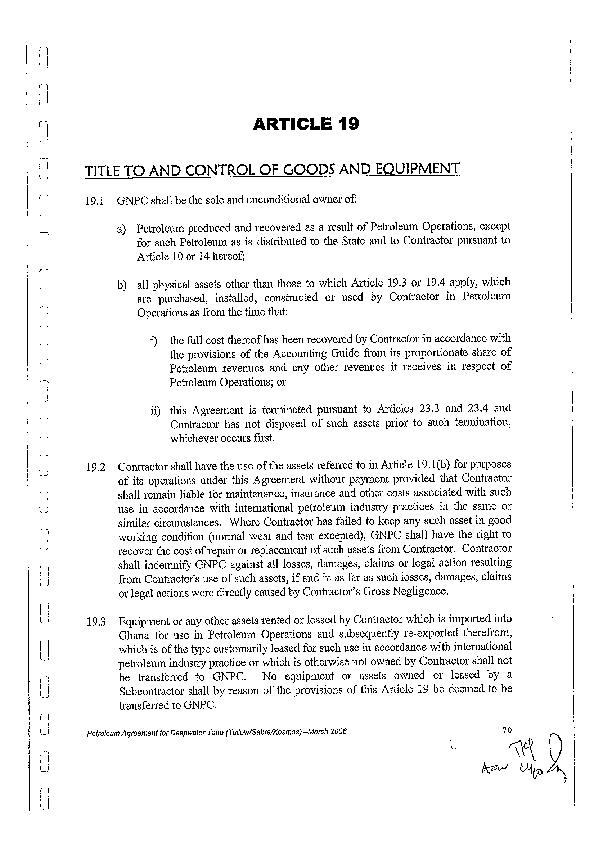 ARTICLE 19
TITLE TO AND CONTROL OF GOODS AND EQUIPMENT
19.1 GNPC shall be the sole and unconditional owner of:
a) Petroleum produced and recovered as a result of Petroleum Operations, except
for such Petroleum as is distributed to the State and to Contractor pursuant to
Article 10 or 14 hereof;
b) all physical assets other than those to which Article 19.3 or 19.4 apply, which
are purchased, installed, constructed or used by Contractor in Petroleum
Operations as from the time that:
i) the full cost thereof has been recovered by Contractor in accordance with
the provisions of the Accounting Guide from its proportionate share of
Petroleum revenues and any other revenues it receives in respect of
Petroleum Operations; or
ii) this Agreement is terminated pursuant to Articles 23.3 and 23.4 and
Contractor has not disposed of such assets prior to such termination,
whichever occurs first.
19.2 Contractor shall have the use of the assets referred to in Article 19.1(b) for purposes
of its operations under this Agreement without payment provided that Contractor
shall remain liable for maintenance, insurance and other costs associated with such
use in accordance with international petroleum industry practices in the same or
similar circumstances. Where Contractor has failed to keep any such asset in good
working condition (normal wear and tear excepted), GNPC shall have the right to
recover the cost of repair or replacement of such assets from Contractor. Contractor
shall indemnify GNPC against all losses, damages, claims or legal action resulting
from Contractor's use of such assets, if and in as far as such losses, damages, claims
or legal actions were directly caused by Contractor's Gross Negligence.
19.3 Equipment or any other assets rented or leased by Contractor which is imported into
Ghana for use in Petroleum Operations and subsequently re-exported therefrom,
which is of the type customarily leased for such use in accordance with international
petroleum industry practice or which is otherwise not owned by Contractor shall not
be transferred to GNPC. No equipment or assets owned or leased by a
Subcontractor shall by reason of the provisions of this Article 19 be deemed to be
transferred to GNPC.
Petroleum Agreement for Deepwater Tano (Tullow/Sabre/Kosmos) –March 2006
70